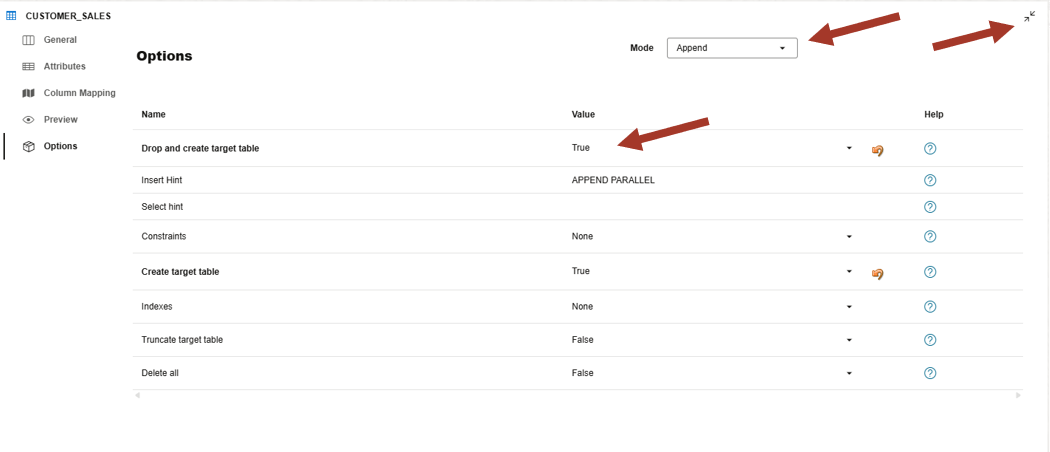 CUSTOMER_SALES
General
Attributes
Column Mapping
Preview
Options
Options
Mode Append
Name Value Help
Drop and create target table True
Insert Hint APPEND PARALLEL
Select hint
Constraints None
Create target table True
Indexes None
Truncate target table False
Delete all False